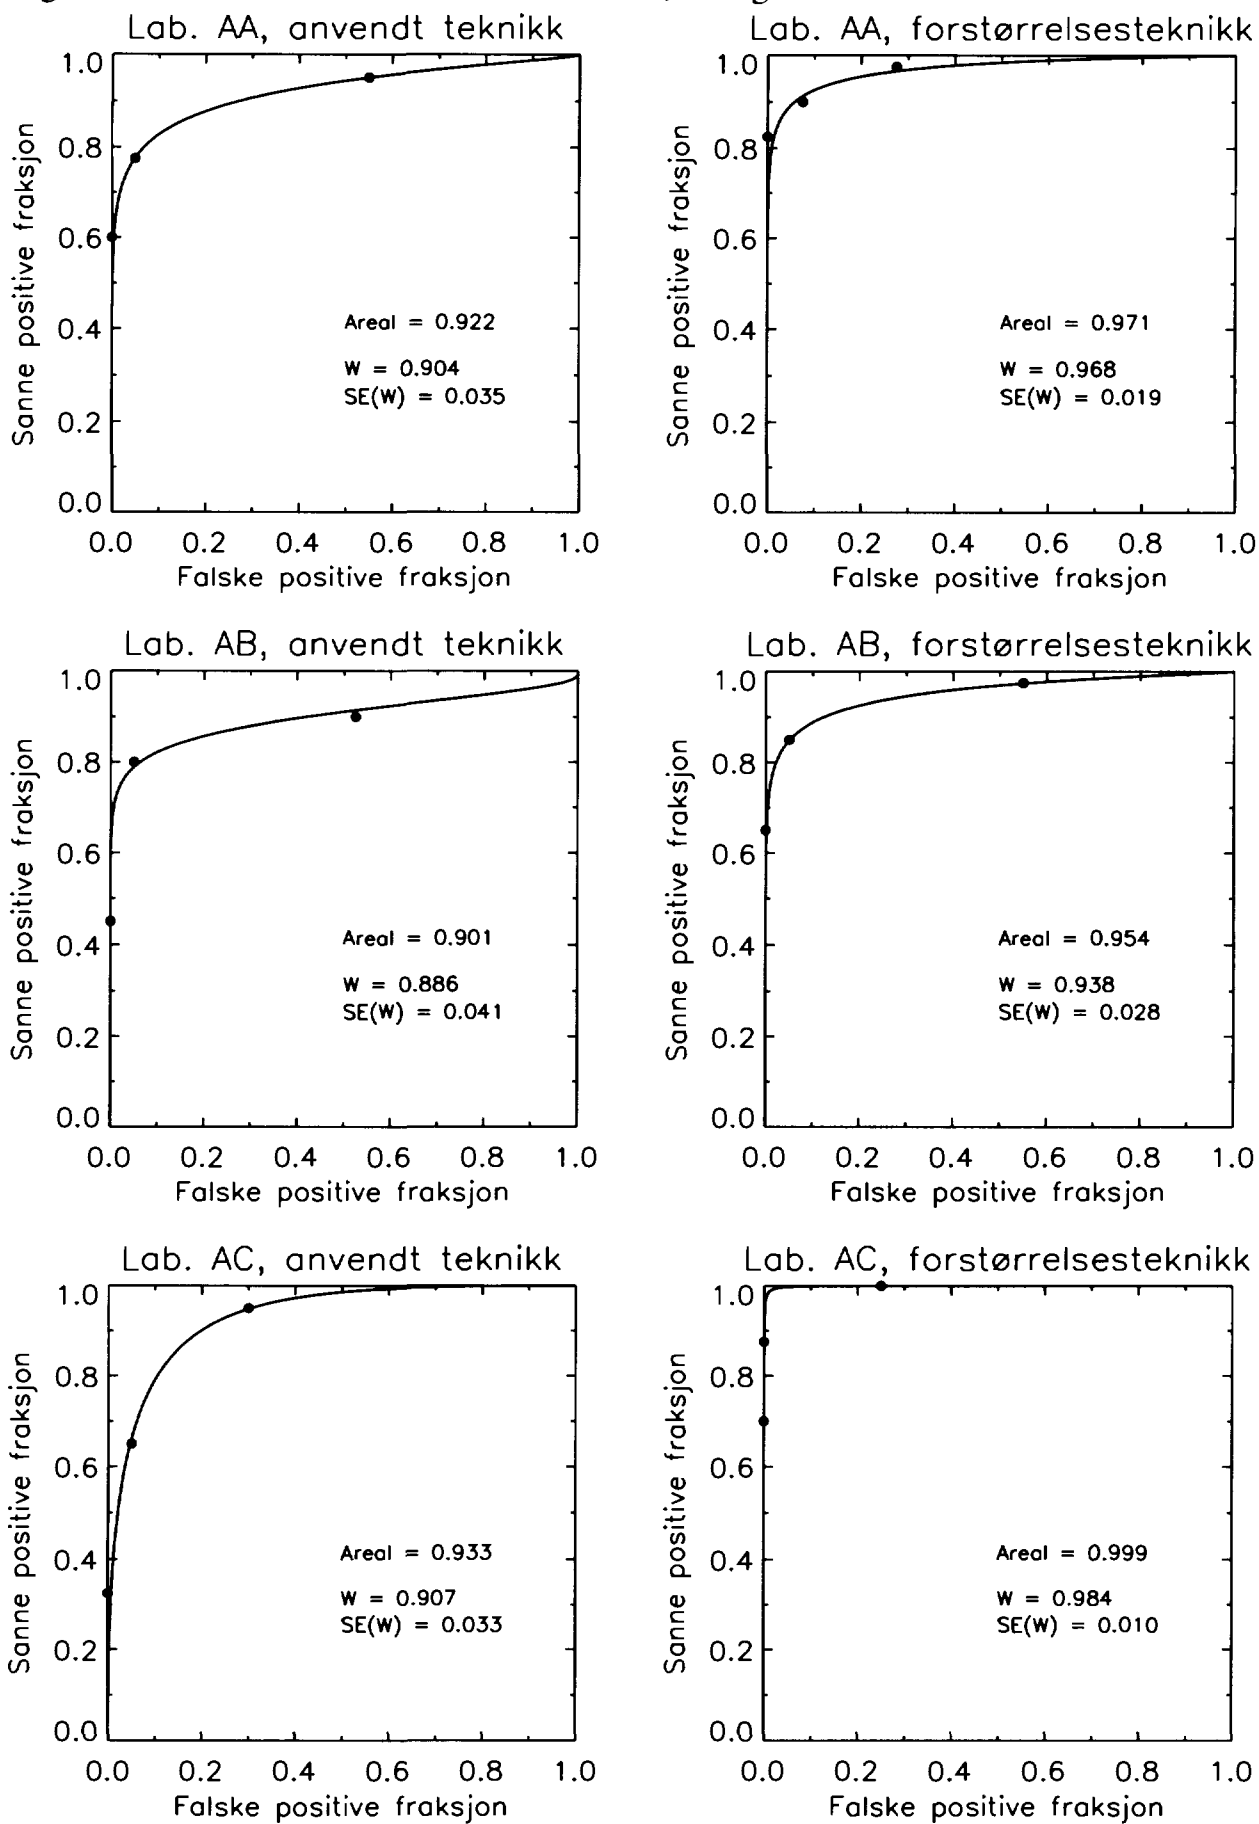 Lab. AA, anvendt teknikk
1.0
0.8
0.6
0.4
0.2
0.0
Sanne positive fraksjon
Areal = 0.922
W = 0.904
SE(W) = 0.035
0.0 0.2 0.4 0.6 0.8 1.0
Falske positive fraksjon
Lab. AA, forstørrelsesteknikk
1.0
0.8
0.6
0.4
0.2
0.0
Sanne positive fraksjon
Areal = 0.971
W = 0.968
SE(W) = 0.019
0.0 0.2 0.4 0.6 0.8 1.0
Falske positive fraksjon
Lab. AB, anvendt teknikk
1.0
0.8
0.6
0.4
0.2
0.0
Sanne positive fraksjon
Areal = 0.901
W = 0.886
SE(W) = 0.041
0.0 0.2 0.4 0.6 0.8 1.0
Falske positive fraksjon
Lab. AB, forstørrelsesteknikk
1.0
0.8
0.6
0.4
0.2
0.0
Sanne positive fraksjon
Areal = 0.954
W = 0.938
SE(W) = 0.028
0.0 0.2 0.4 0.6 0.8 1.0
Falske positive fraksjon
Lab. AC, anvendt teknikk
1.0
0.8
0.6
0.4
0.2
0.0
Sanne positive fraksjon
Areal = 0.933
W = 0.907
SE(W) = 0.033
0.0 0.2 0.4 0.6 0.8 1.0
Falske positive fraksjon
Lab. AC, forstørrelsesteknikk
1.0
0.8
0.6
0.4
0.2
0.0
Sanne positive fraksjon
Areal = 0.999
W = 0.984
SE(W) = 0.010
0.0 0.2 0.4 0.6 0.8 1.0
Falske positive fraksjon